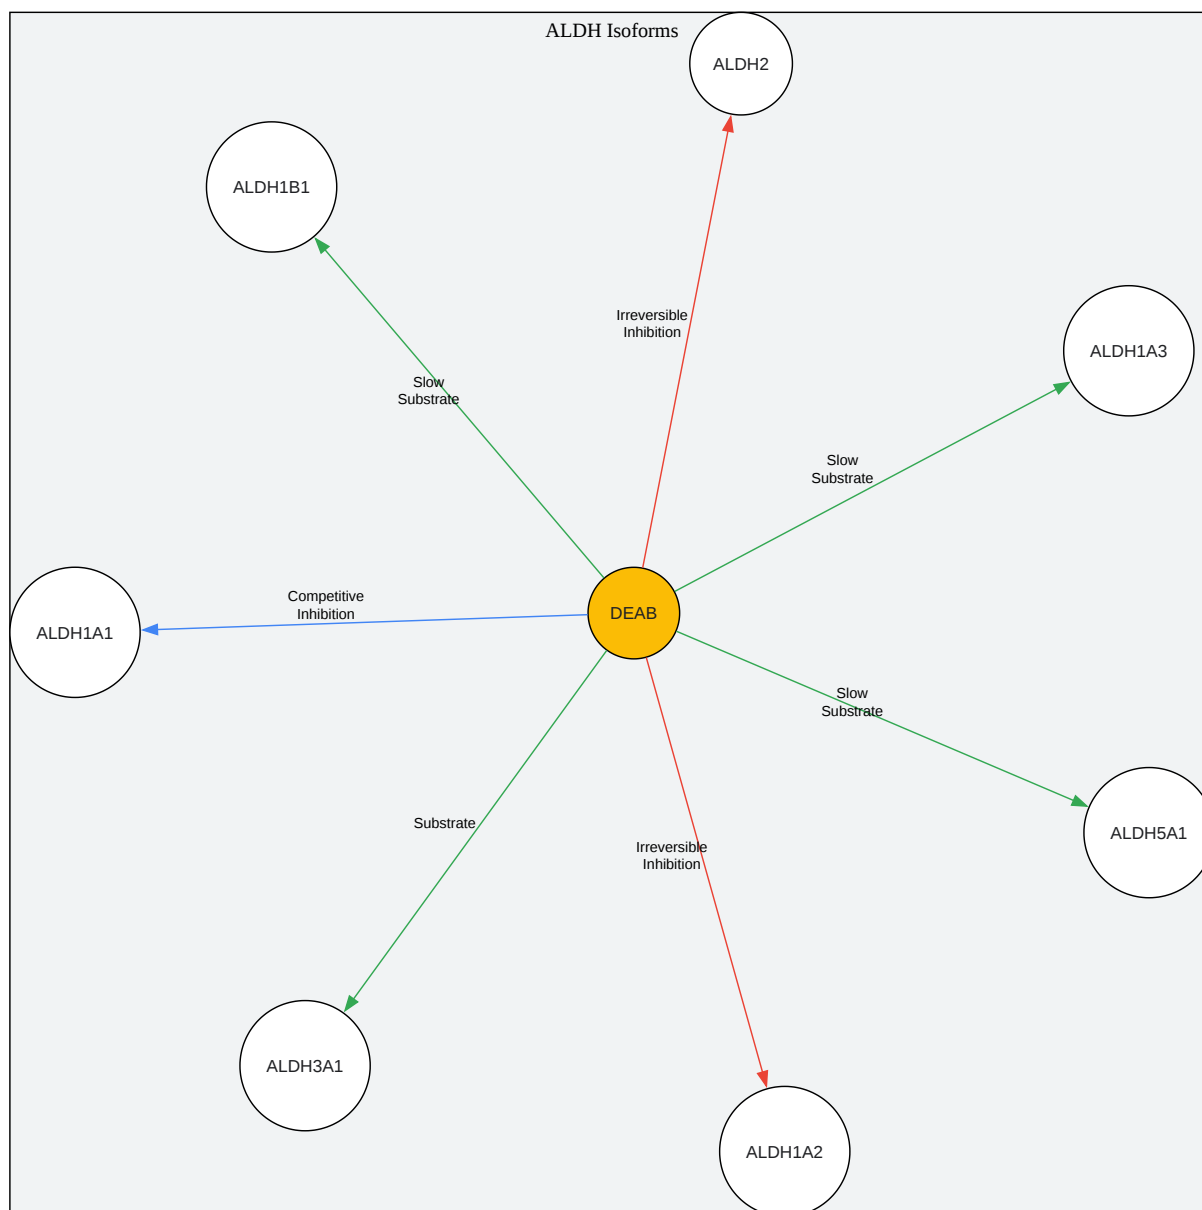 ALDH Isoforms
ALDH2
ALDH1B1
Irreversible
Inhibition
ALDH1A3
Slow
Substrate
Slow
Substrate
Competitive
Inhibition
DEAB
ALDH1A1
Slow
Substrate
Substrate
Irreversible
Inhibition
ALDH5A1
ALDH3A1
ALDH1A2